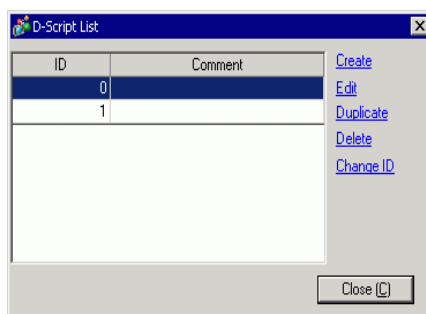 D-Script List
ID Comment Create
0 Edit
1 Duplicate
Delete
Change ID
Close (C)